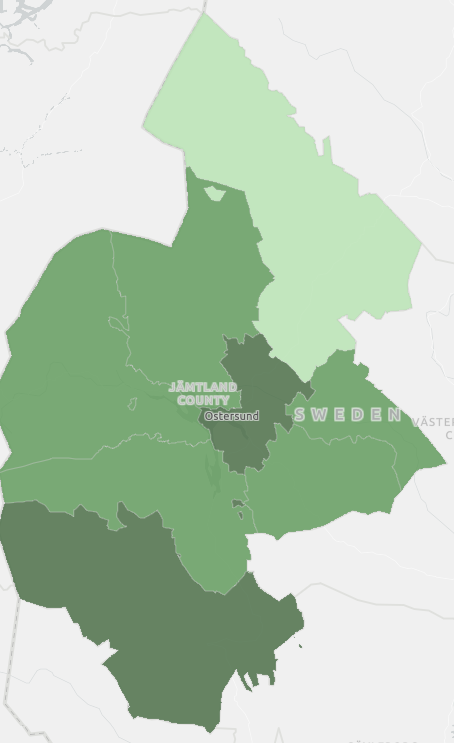 JÄMTLAND
COUNTY
Östersund
SWEDEN
VÄSTER
C